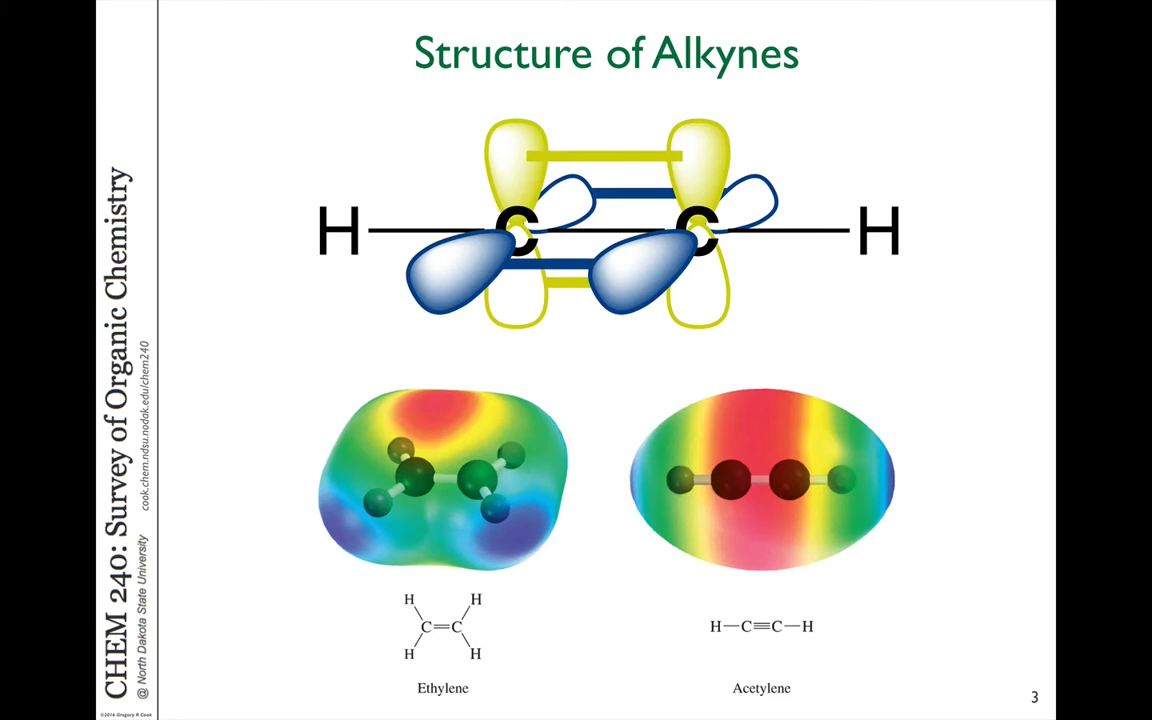 Structure of Alkynes
H C C H
H H
C=C
H H
Ethylene
H—C≡C—H
Acetylene
3
CHEM 240: Survey of Organic Chemistry
@ North Dakota State University cook.chem.ndsu.nodak.edu/chem240
©2016 Gregory R Cook